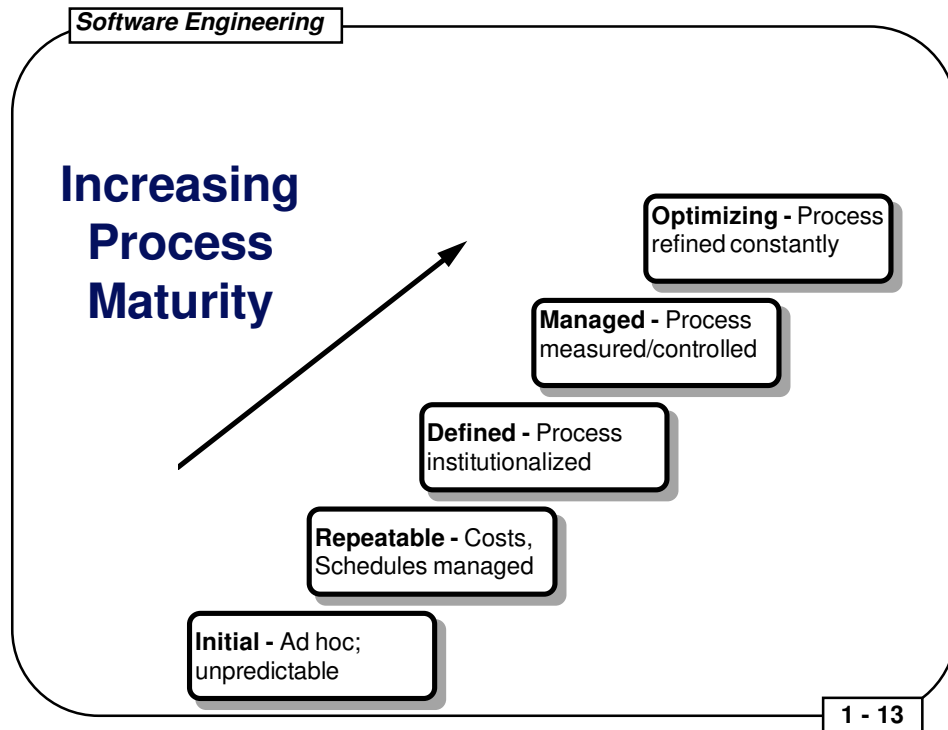 Software Engineering
Increasing
Process
Maturity
Optimizing - Process
refined constantly
Managed - Process
measured/controlled
Defined - Process
institutionalized
Repeatable - Costs,
Schedules managed
Initial - Ad hoc;
unpredictable
1 - 13